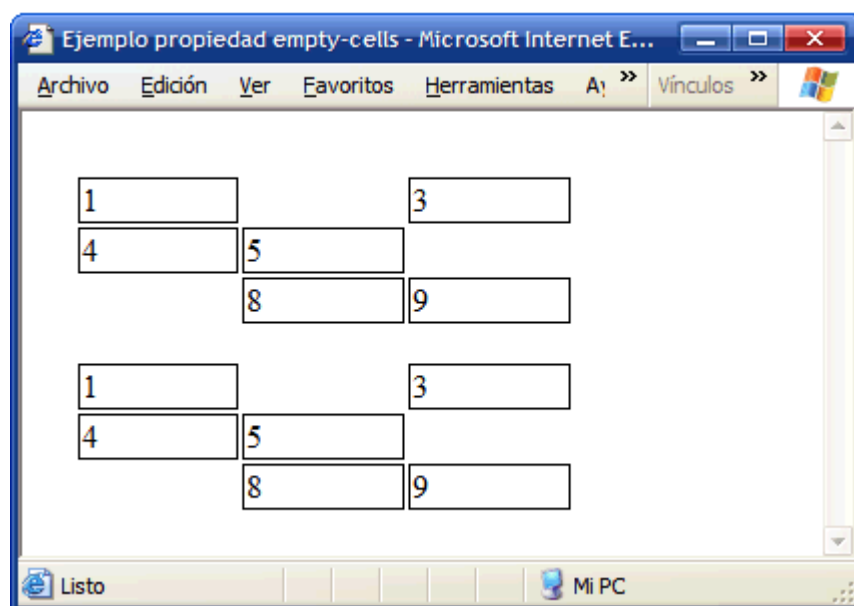 Ejemplo propiedad empty-cells - Microsoft Internet E...
Archivo Edición Ver Favoritos Herramientas Ay » Vínculos »
1 3
4 5
8 9
1 3
4 5
8 9
Listo Mi PC